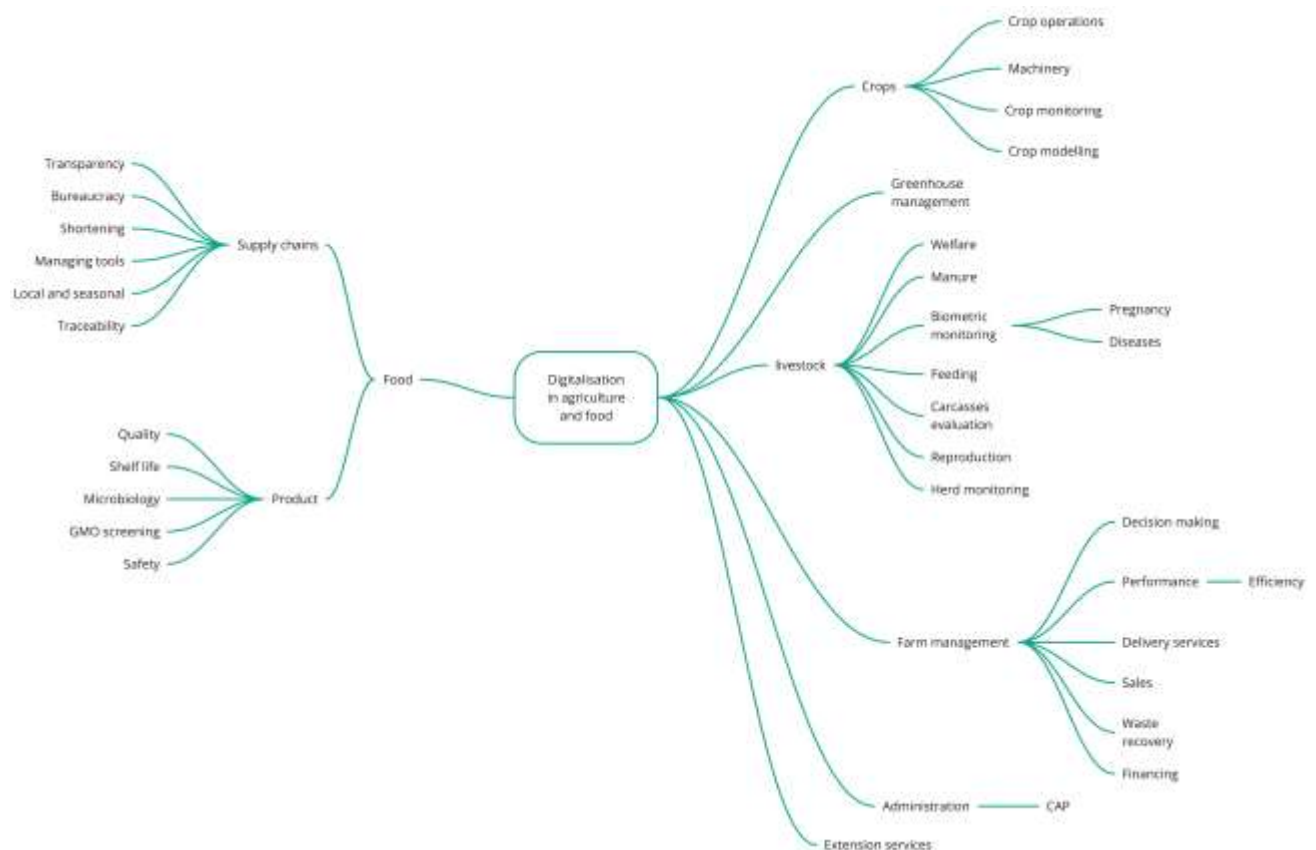 Digitalisation
in agriculture
and food
Food
Supply chains
Transparency
Bureaucracy
Shortening
Managing tools
Local and seasonal
Traceability
Product
Quality
Shelf life
Microbiology
GMO screening
Safety
Crops
Crop operations
Machinery
Crop monitoring
Crop modelling
Greenhouse
management
livestock
Welfare
Manure
Biometric
monitoring
Pregnancy
Diseases
Feeding
Carcasses
evaluation
Reproduction
Herd monitoring
Farm management
Decision making
Performance
Efficiency
Delivery services
Sales
Waste
recovery
Financing
Administration
CAP
Extension services